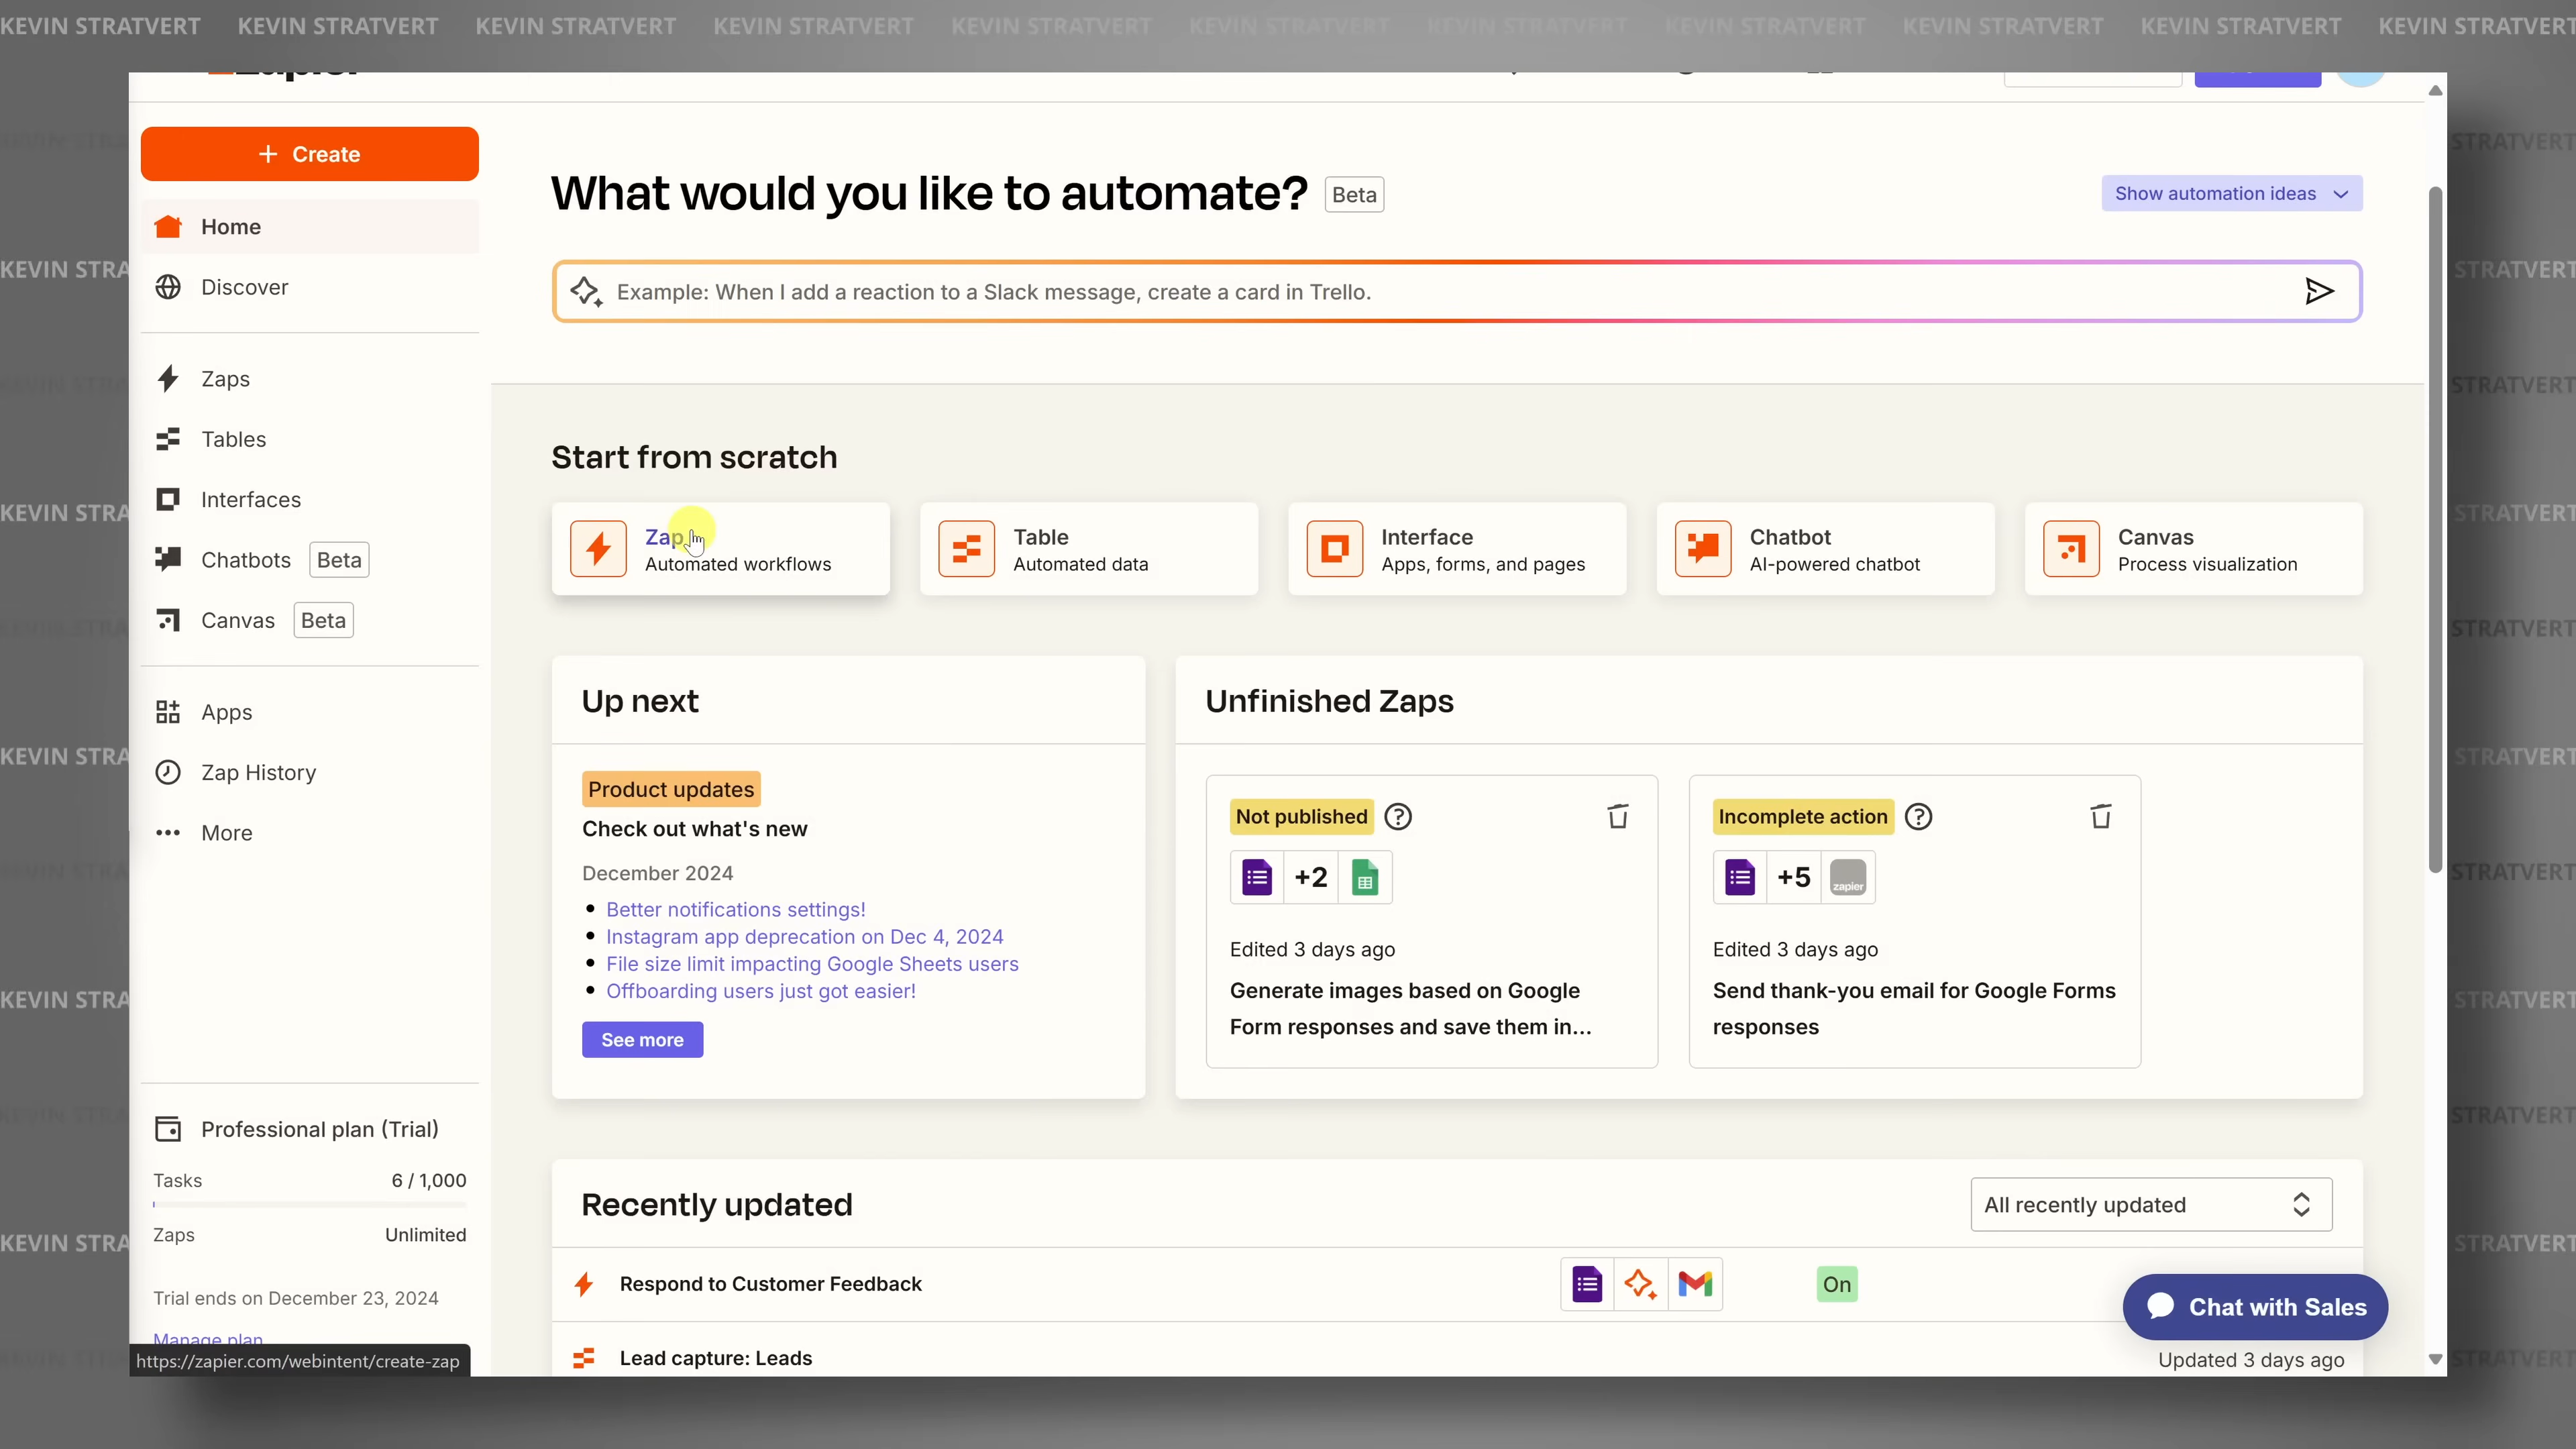 KEVIN STRATVERT KEVIN STRATVERT KEVIN STRATVERT KEVIN STRATVERT KEVIN STRATVERT KEVIN STRATVERT KEVIN STRATVERT KEVIN STRATVERT KEVIN STRATVERT KEVIN STRATVERT KEVIN STRATVERT
Zapier
+ Create
Home
Discover
Zaps
Tables
Interfaces
Chatbots Beta
Canvas Beta
Apps
Zap History
More
Professional plan (Trial)
Tasks 6 / 1,000
Zaps Unlimited
Trial ends on December 23, 2024
Manage plan
https://zapier.com/webintent/create-zap
What would you like to automate? Beta
Show automation ideas
Example: When I add a reaction to a Slack message, create a card in Trello.
Start from scratch
Zap
Automated workflows
Table
Automated data
Interface
Apps, forms, and pages
Chatbot
AI-powered chatbot
Canvas
Process visualization
Up next
Product updates
Check out what's new
December 2024
• Better notifications settings!
• Instagram app deprecation on Dec 4, 2024
• File size limit impacting Google Sheets users
• Offboarding users just got easier!
See more
Unfinished Zaps
Not published
+2
Edited 3 days ago
Generate images based on Google
Form responses and save them in...
Incomplete action
+5
zapier
Edited 3 days ago
Send thank-you email for Google Forms
responses
Recently updated
All recently updated
Respond to Customer Feedback
On
Lead capture: Leads
Updated 3 days ago
Chat with Sales